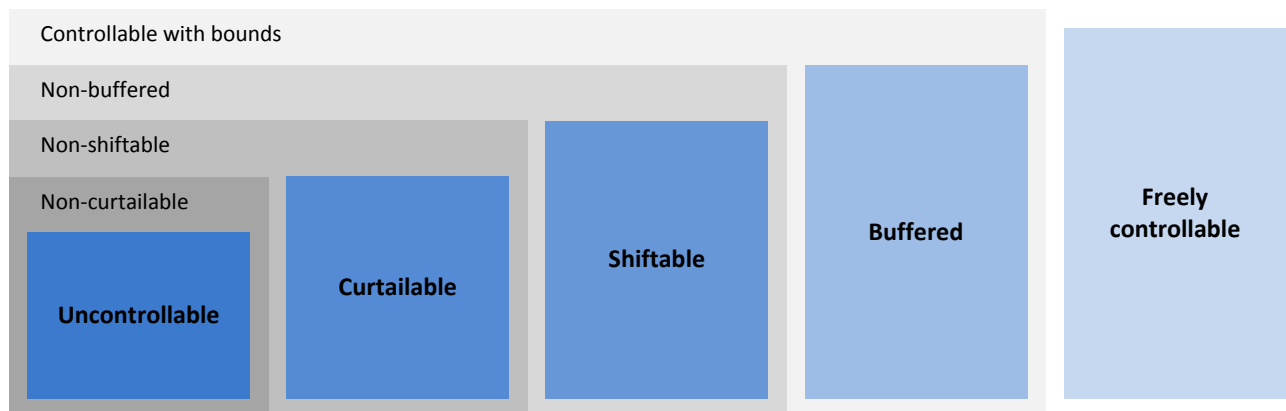 Controllable with bounds
Non-buffered
Non-shiftable
Non-curtailable
Uncontrollable
Curtailable
Shiftable
Buffered
Freely
controllable